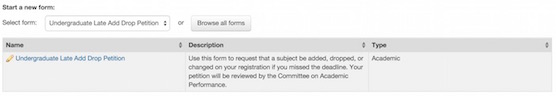 Start a new form:
Select form: Undergraduate Late Add Drop Petition or Browse all forms
Name Description Type
Undergraduate Late Add Drop Petition Use this form to request that a subject be added, dropped, or Academic
changed on your registration if you missed the deadline. Your
petition will be reviewed by the Committee on Academic
Performance.